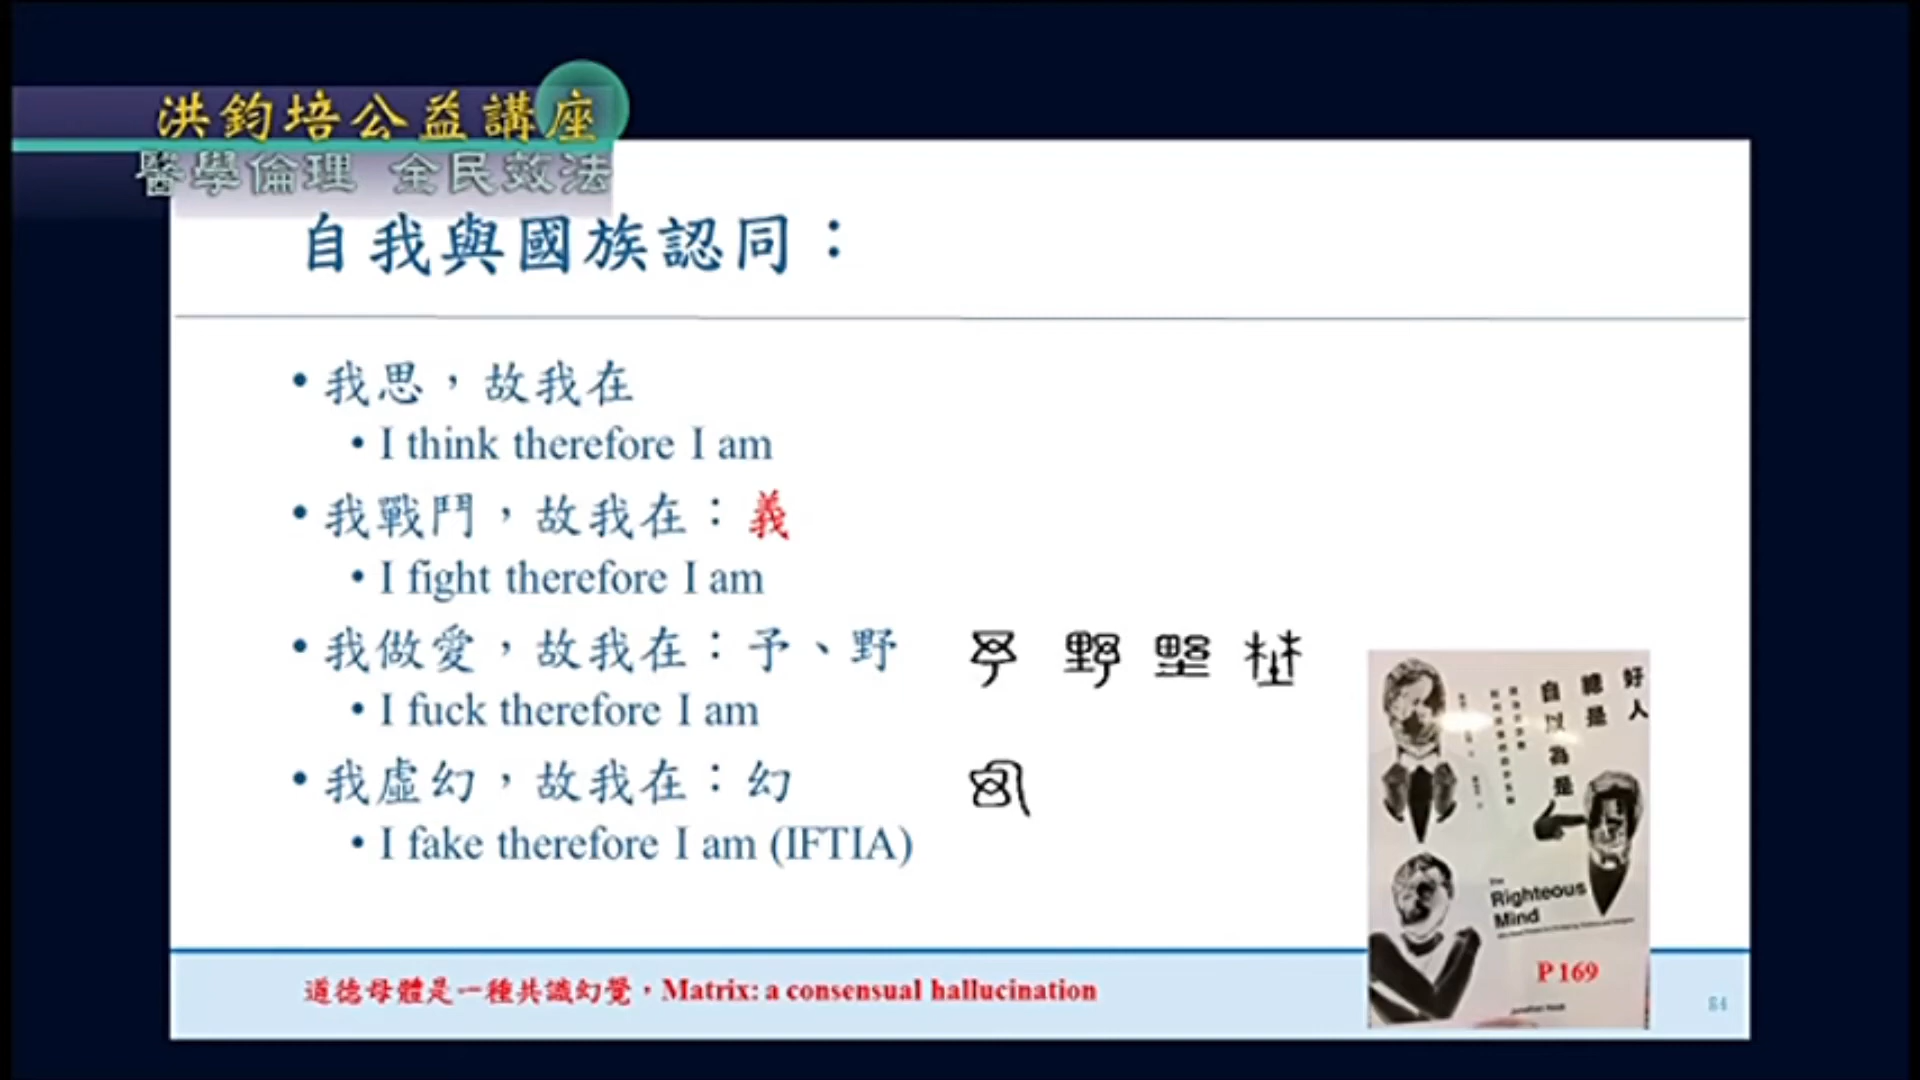 洪鈞培公益講座
醫學倫理 全民效法
自我與國族認同：
• 我思，故我在
• I think therefore I am
• 我戰鬥，故我在：義
• I fight therefore I am
• 我做愛，故我在：予、野
• I fuck therefore I am
• 我虛幻，故我在：幻
• I fake therefore I am (IFTIA)
好人
總是
自以為是
the
Righteous
Mind
P169
道德母體是一種共識幻覺，Matrix: a consensual hallucination
84